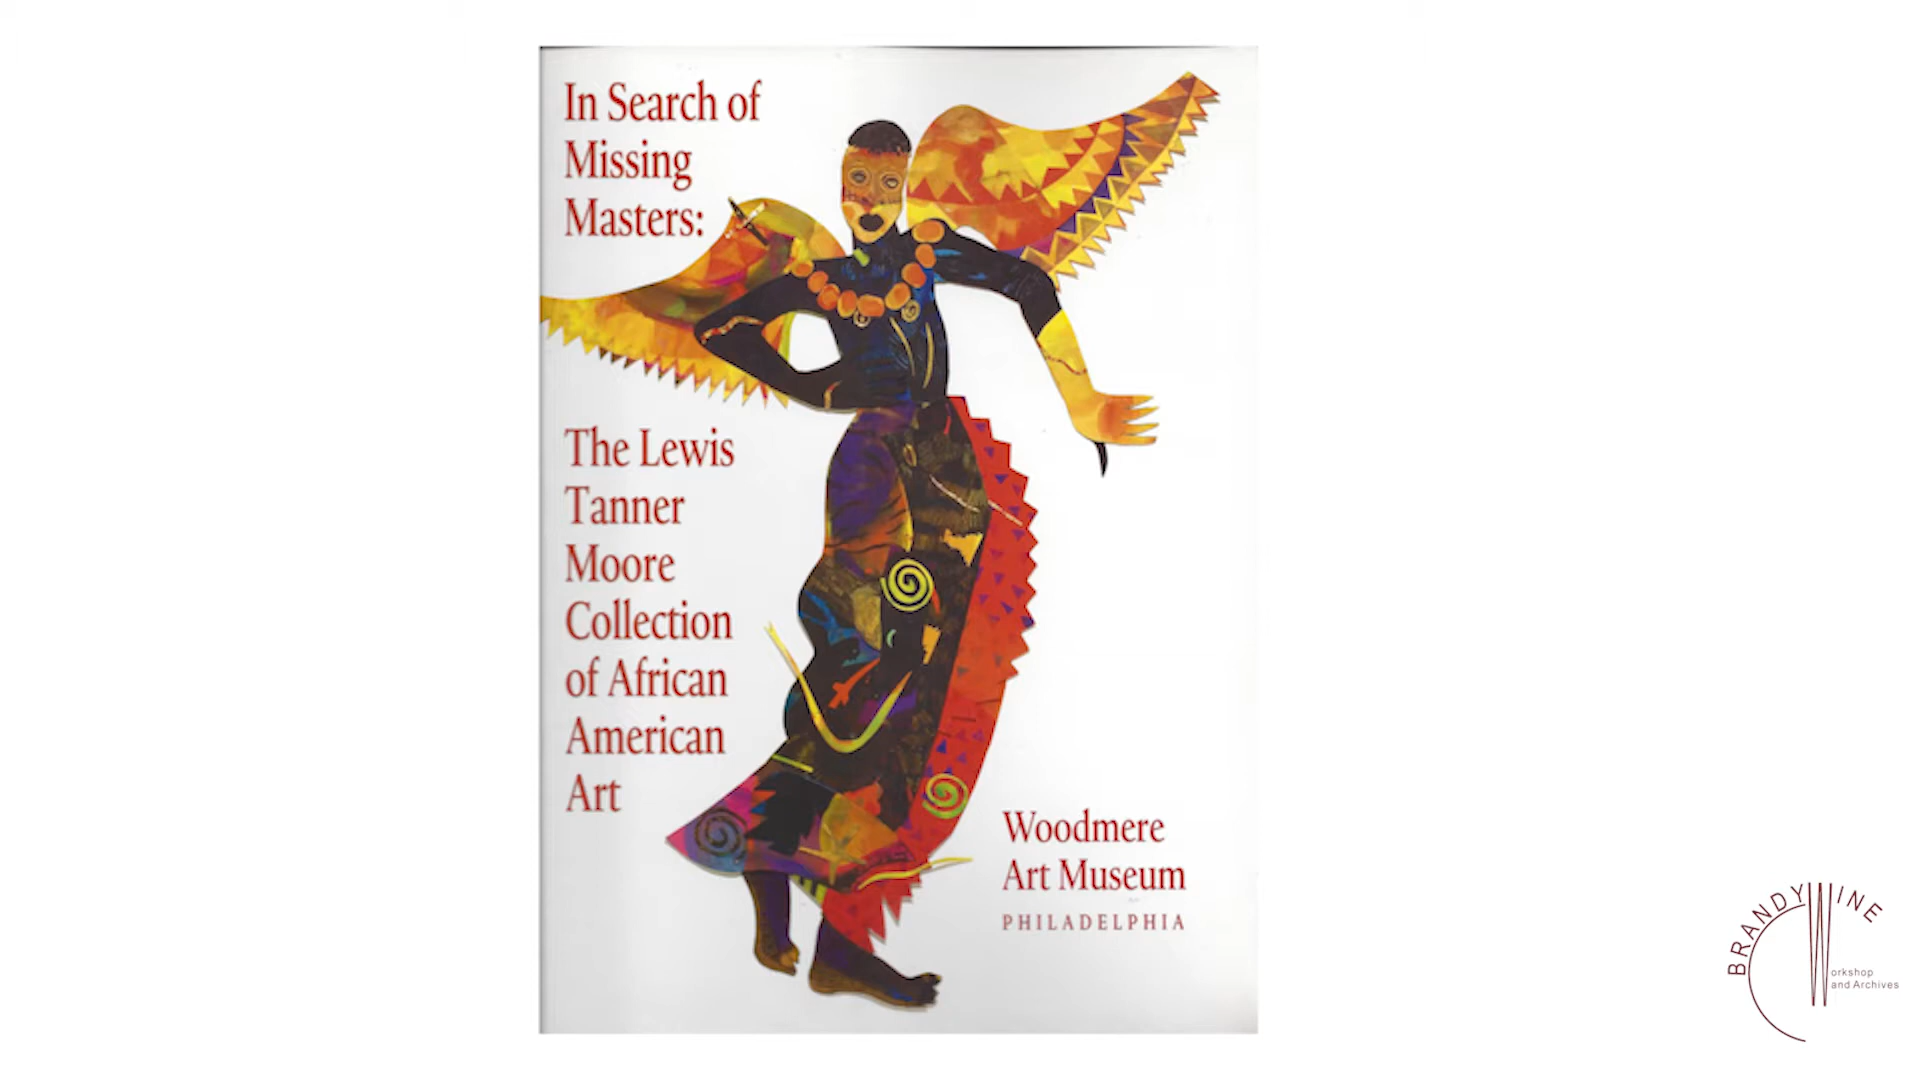 In Search of
Missing
Masters:
The Lewis
Tanner
Moore
Collection
of African
American
Art
Woodmere
Art Museum
PHILADELPHIA
BRANDYWINE
orkshop
and Archives